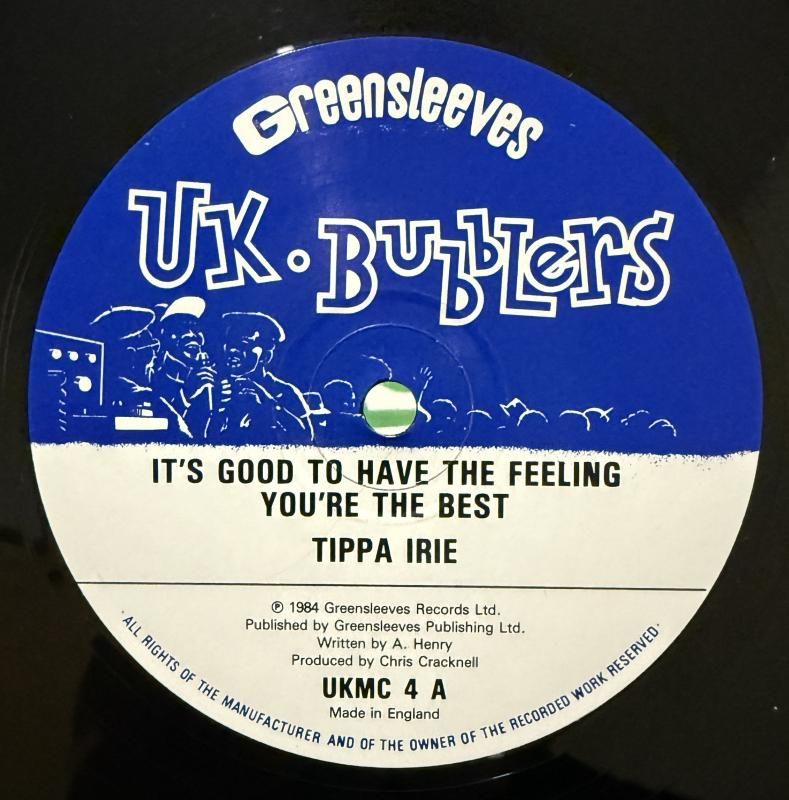 Greensleeves
UK • Bubblers
IT'S GOOD TO HAVE THE FEELING
YOU'RE THE BEST
TIPPA IRIE
℗ 1984 Greensleeves Records Ltd.
Published by Greensleeves Publishing Ltd.
Written by A. Henry
Produced by Chris Cracknell
UKMC 4 A
Made in England
ALL RIGHTS OF THE MANUFACTURER AND OF THE OWNER OF THE RECORDED WORK RESERVED·